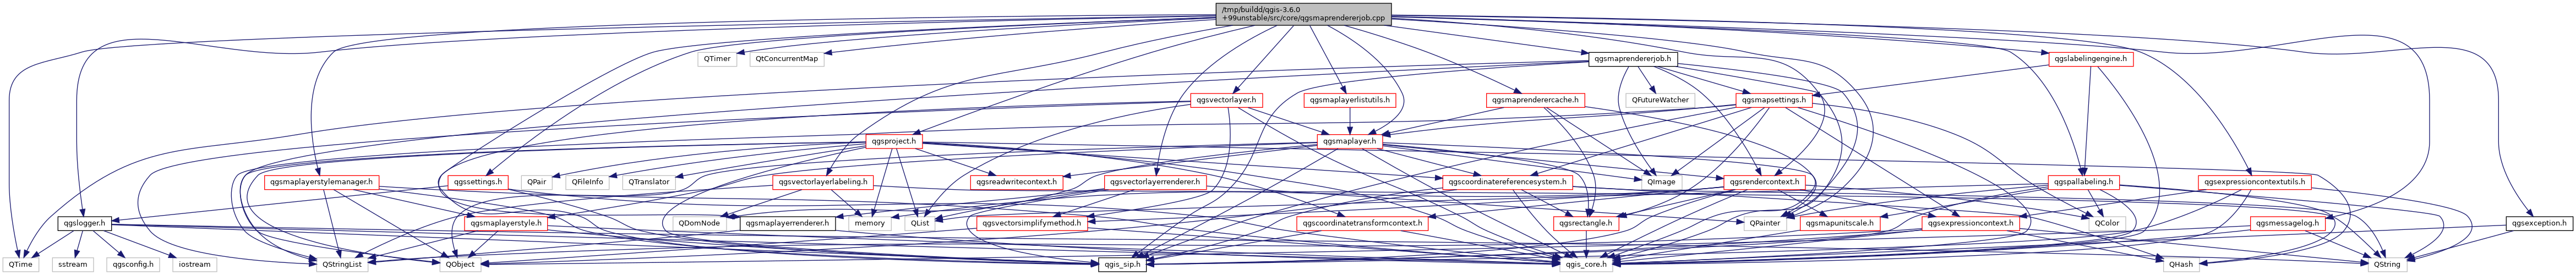 /tmp/buildd/qgis-3.6.0
+99unstable/src/core/qgsmaprendererjob.cpp
QTimer
QtConcurrentMap
qgsmaprendererjob.h
qgslabelingengine.h
qgsvectorlayer.h
qgsmaplayerlistutils.h
qgsmaprenderercache.h
QFutureWatcher
qgsmapsettings.h
qgsproject.h
qgsmaplayer.h
qgsmaplayerstylemanager.h
qgssettings.h
QPair
QFileInfo
QTranslator
qgsvectorlayerlabeling.h
qgsreadwritecontext.h
qgsvectorlayerrenderer.h
qgscoordinatereferencesystem.h
QImage
qgsrendercontext.h
qgspallabeling.h
qgsexpressioncontextutils.h
qgslogger.h
qgsmaplayerstyle.h
QDomNode
qgsmaplayerrenderer.h
memory
QList
qgsvectorsimplifymethod.h
qgscoordinatetransformcontext.h
qgsrectangle.h
QPainter
qgsmapunitscale.h
qgsexpressioncontext.h
QColor
qgsmessagelog.h
qgsexception.h
QTime
sstream
qgsconfig.h
iostream
QStringList
qgis_sip.h
QObject
qgis_core.h
QHash
QString